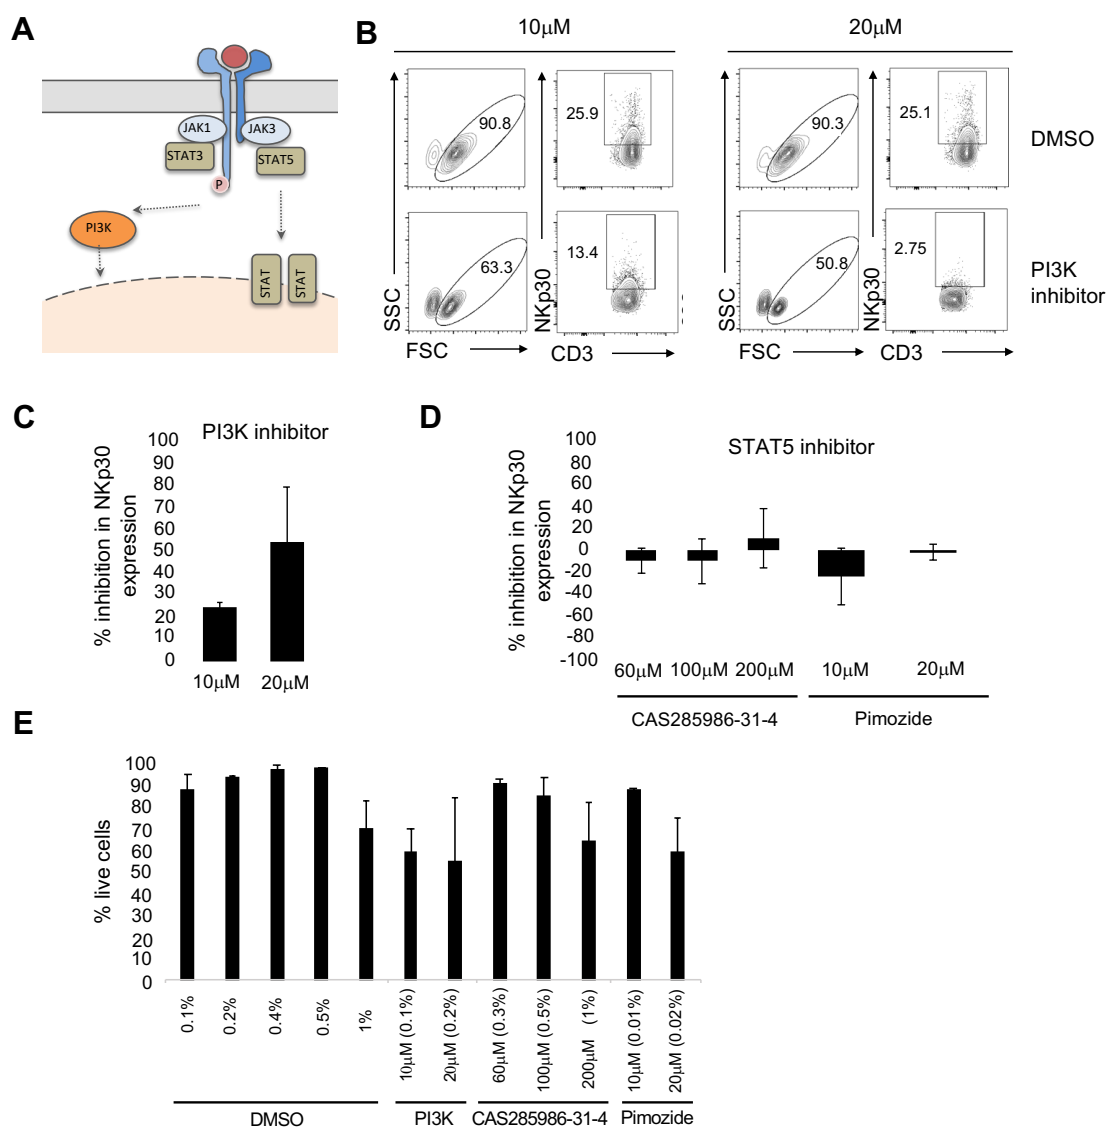 A
JAK1
JAK3
STAT3
STAT5
P
PI3K
STAT
STAT
B
10µM
20µM
90.8
25.9
90.3
25.1
DMSO
63.3
13.4
50.8
2.75
PI3K
inhibitor
SSC
NKp30
SSC
NKp30
FSC
CD3
FSC
CD3
C
PI3K inhibitor
% inhibition in NKp30
expression
100
90
80
70
60
50
40
30
20
10
0
10µM
20µM
D
STAT5 inhibitor
% inhibition in NKp30
expression
100
80
60
40
20
0
-20
-40
-60
-80
-100
60µM
100µM
200µM
10µM
20µM
CAS285986-31-4
Pimozide
E
% live cells
100
90
80
70
60
50
40
30
20
10
0
0.1%
0.2%
0.4%
0.5%
1%
10µM (0.1%)
20µM (0.2%)
60µM (0.3%)
100µM (0.5%)
200µM (1%)
10µM (0.01%)
20µM (0.02%)
DMSO
PI3K
CAS285986-31-4
Pimozide